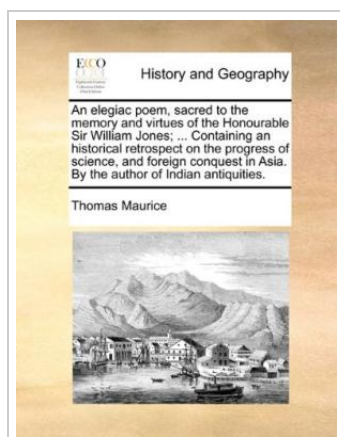 ECCO
History and Geography
An elegiac poem, sacred to the
memory and virtues of the Honourable
Sir William Jones; ... Containing an
historical retrospect on the progress of
science, and foreign conquest in Asia.
By the author of Indian antiquities.
Thomas Maurice